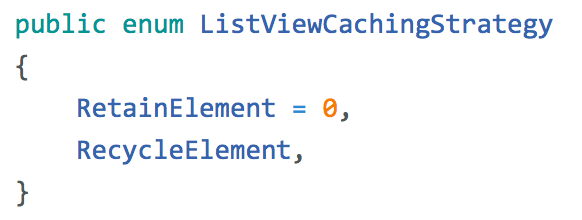 public enum ListViewCachingStrategy
{
    RetainElement = 0,
    RecycleElement,
}